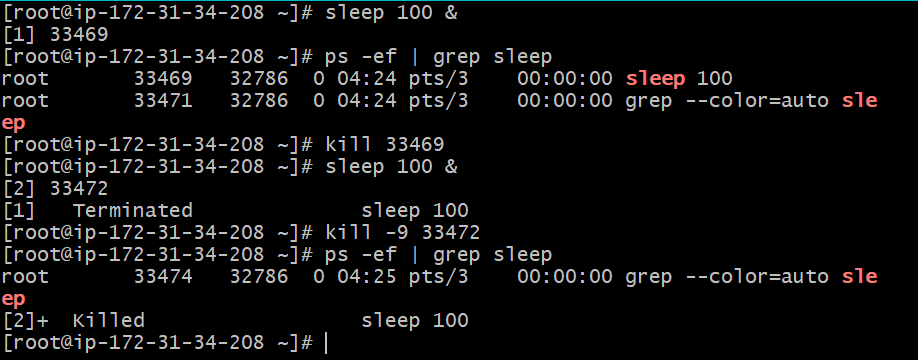 [root@ip-172-31-34-208 ~]# sleep 100 &
[1] 33469
[root@ip-172-31-34-208 ~]# ps -ef | grep sleep
root       33469   32786  0 04:24 pts/3    00:00:00 sleep 100
root       33471   32786  0 04:24 pts/3    00:00:00 grep --color=auto sle
ep
[root@ip-172-31-34-208 ~]# kill 33469
[root@ip-172-31-34-208 ~]# sleep 100 &
[2] 33472
[1]   Terminated              sleep 100
[root@ip-172-31-34-208 ~]# kill -9 33472
[root@ip-172-31-34-208 ~]# ps -ef | grep sleep
root       33474   32786  0 04:25 pts/3    00:00:00 grep --color=auto sle
ep
[2]+  Killed                  sleep 100
[root@ip-172-31-34-208 ~]#